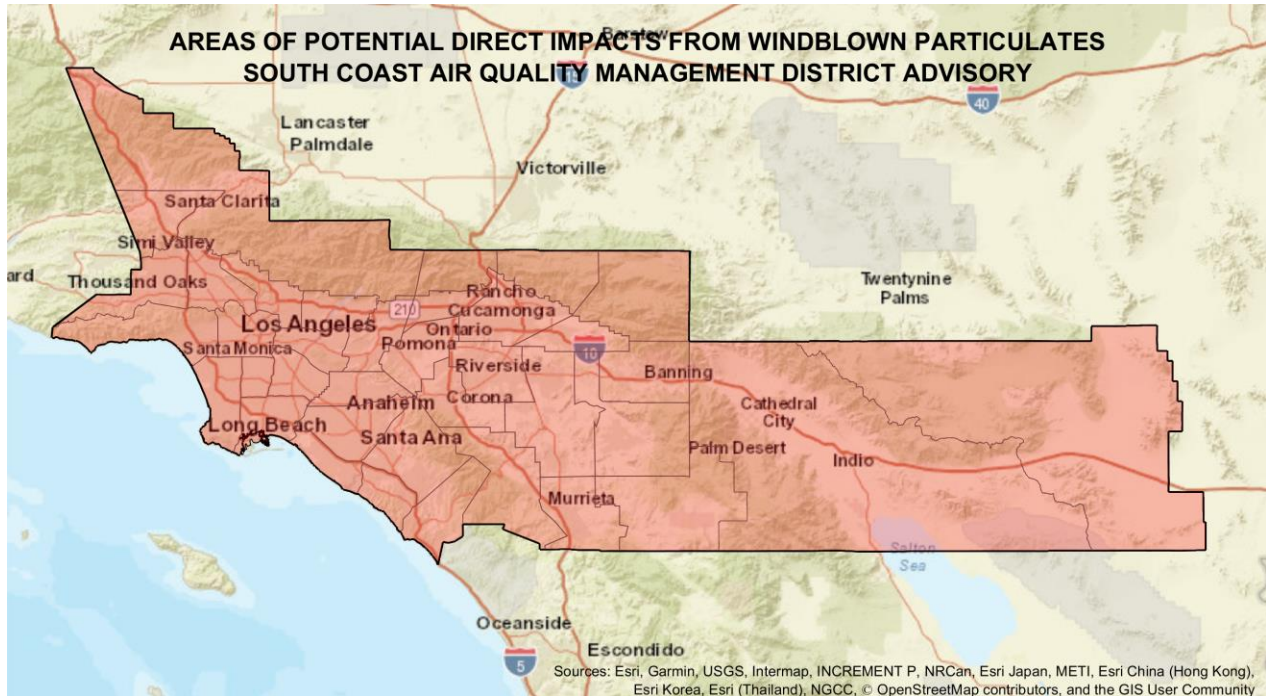 AREAS OF POTENTIAL DIRECT IMPACTS FROM WINDBLOWN PARTICULATES
SOUTH COAST AIR QUALITY MANAGEMENT DISTRICT ADVISORY
Barstow
15
40
Lancaster
Palmdale
Victorville
Santa Clarita
Simi Valley
ard
Thousand Oaks
Twentynine
Palms
Rancho
Cucamonga
210
Los Angeles
Ontario
Pomona
Santa Monica
10
Riverside
Banning
Anaheim
Corona
Cathedral
City
Long Beach
Santa Ana
Palm Desert
Indio
Murrieta
Salton
Sea
Oceanside
Escondido
5
Sources: Esri, Garmin, USGS, Intermap, INCREMENT P, NRCan, Esri Japan, METI, Esri China (Hong Kong),
Esri Korea, Esri (Thailand), NGCC, © OpenStreetMap contributors, and the GIS User Community